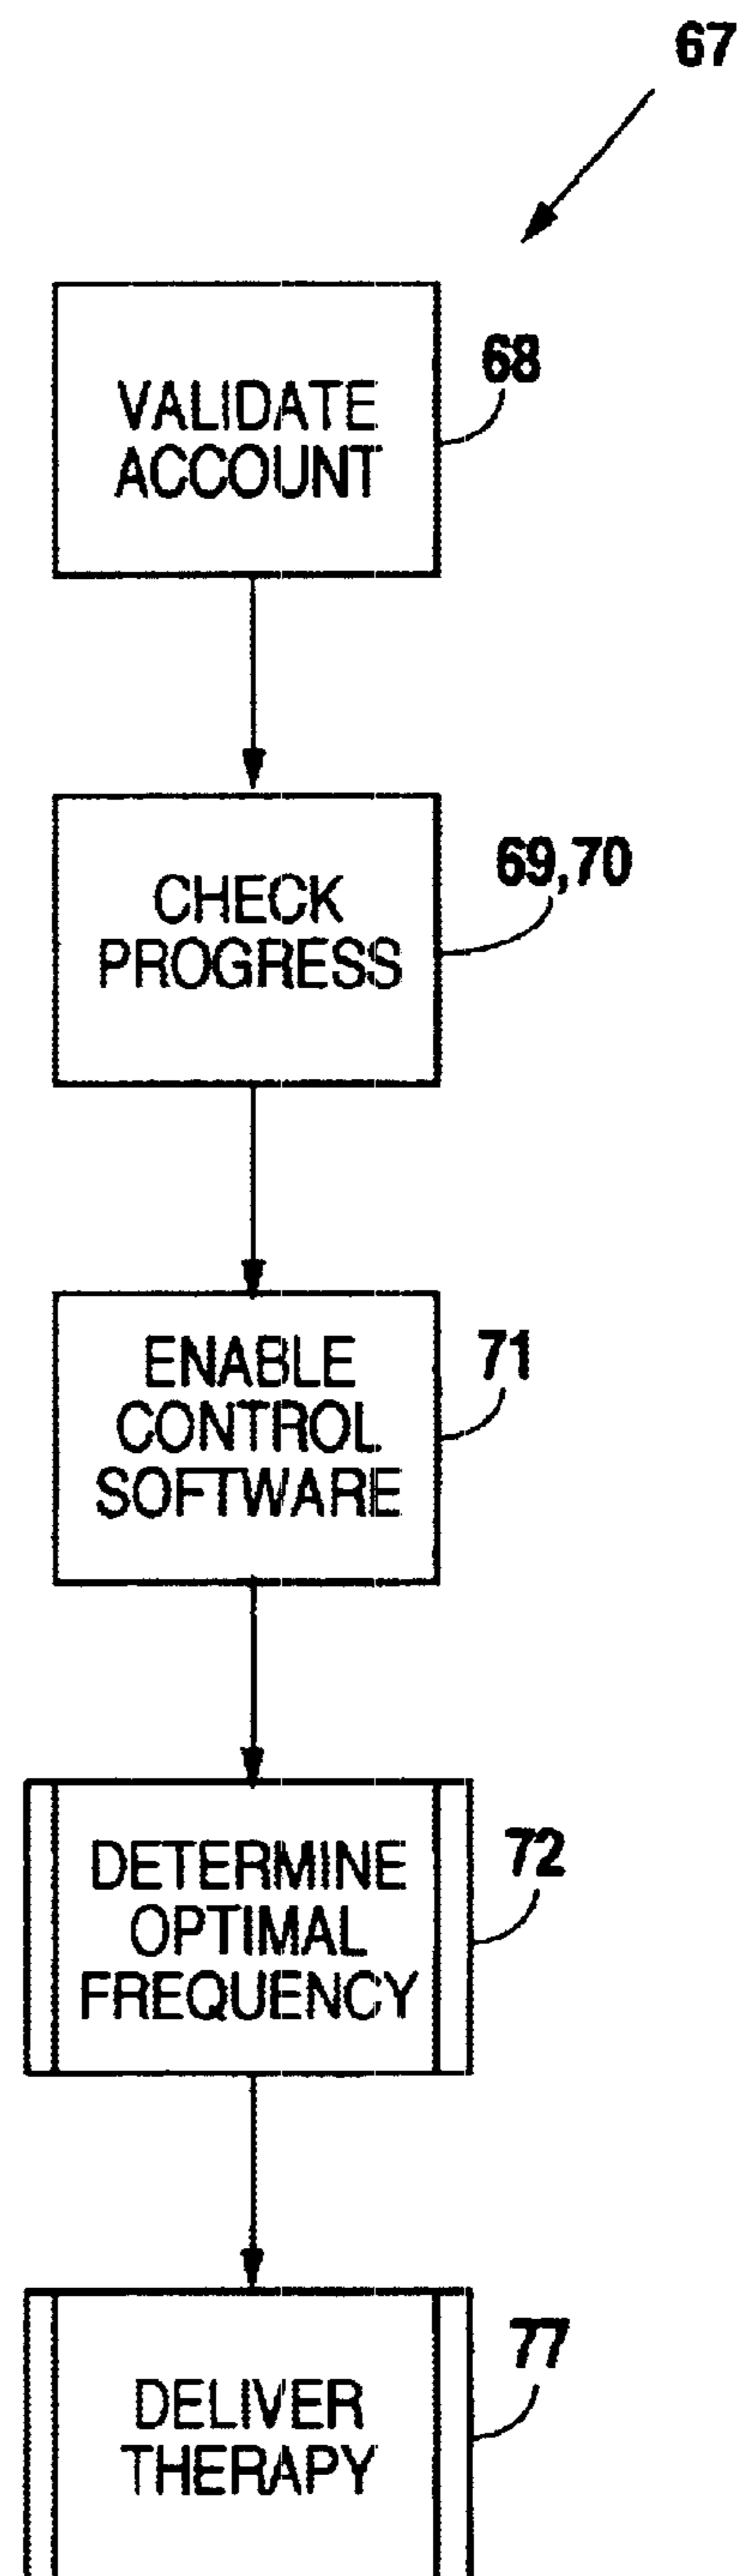 67
VALIDATE
ACCOUNT
68
CHECK
PROGRESS
69,70
ENABLE
CONTROL
SOFTWARE
71
DETERMINE
OPTIMAL
FREQUENCY
72
DELIVER
THERAPY
77